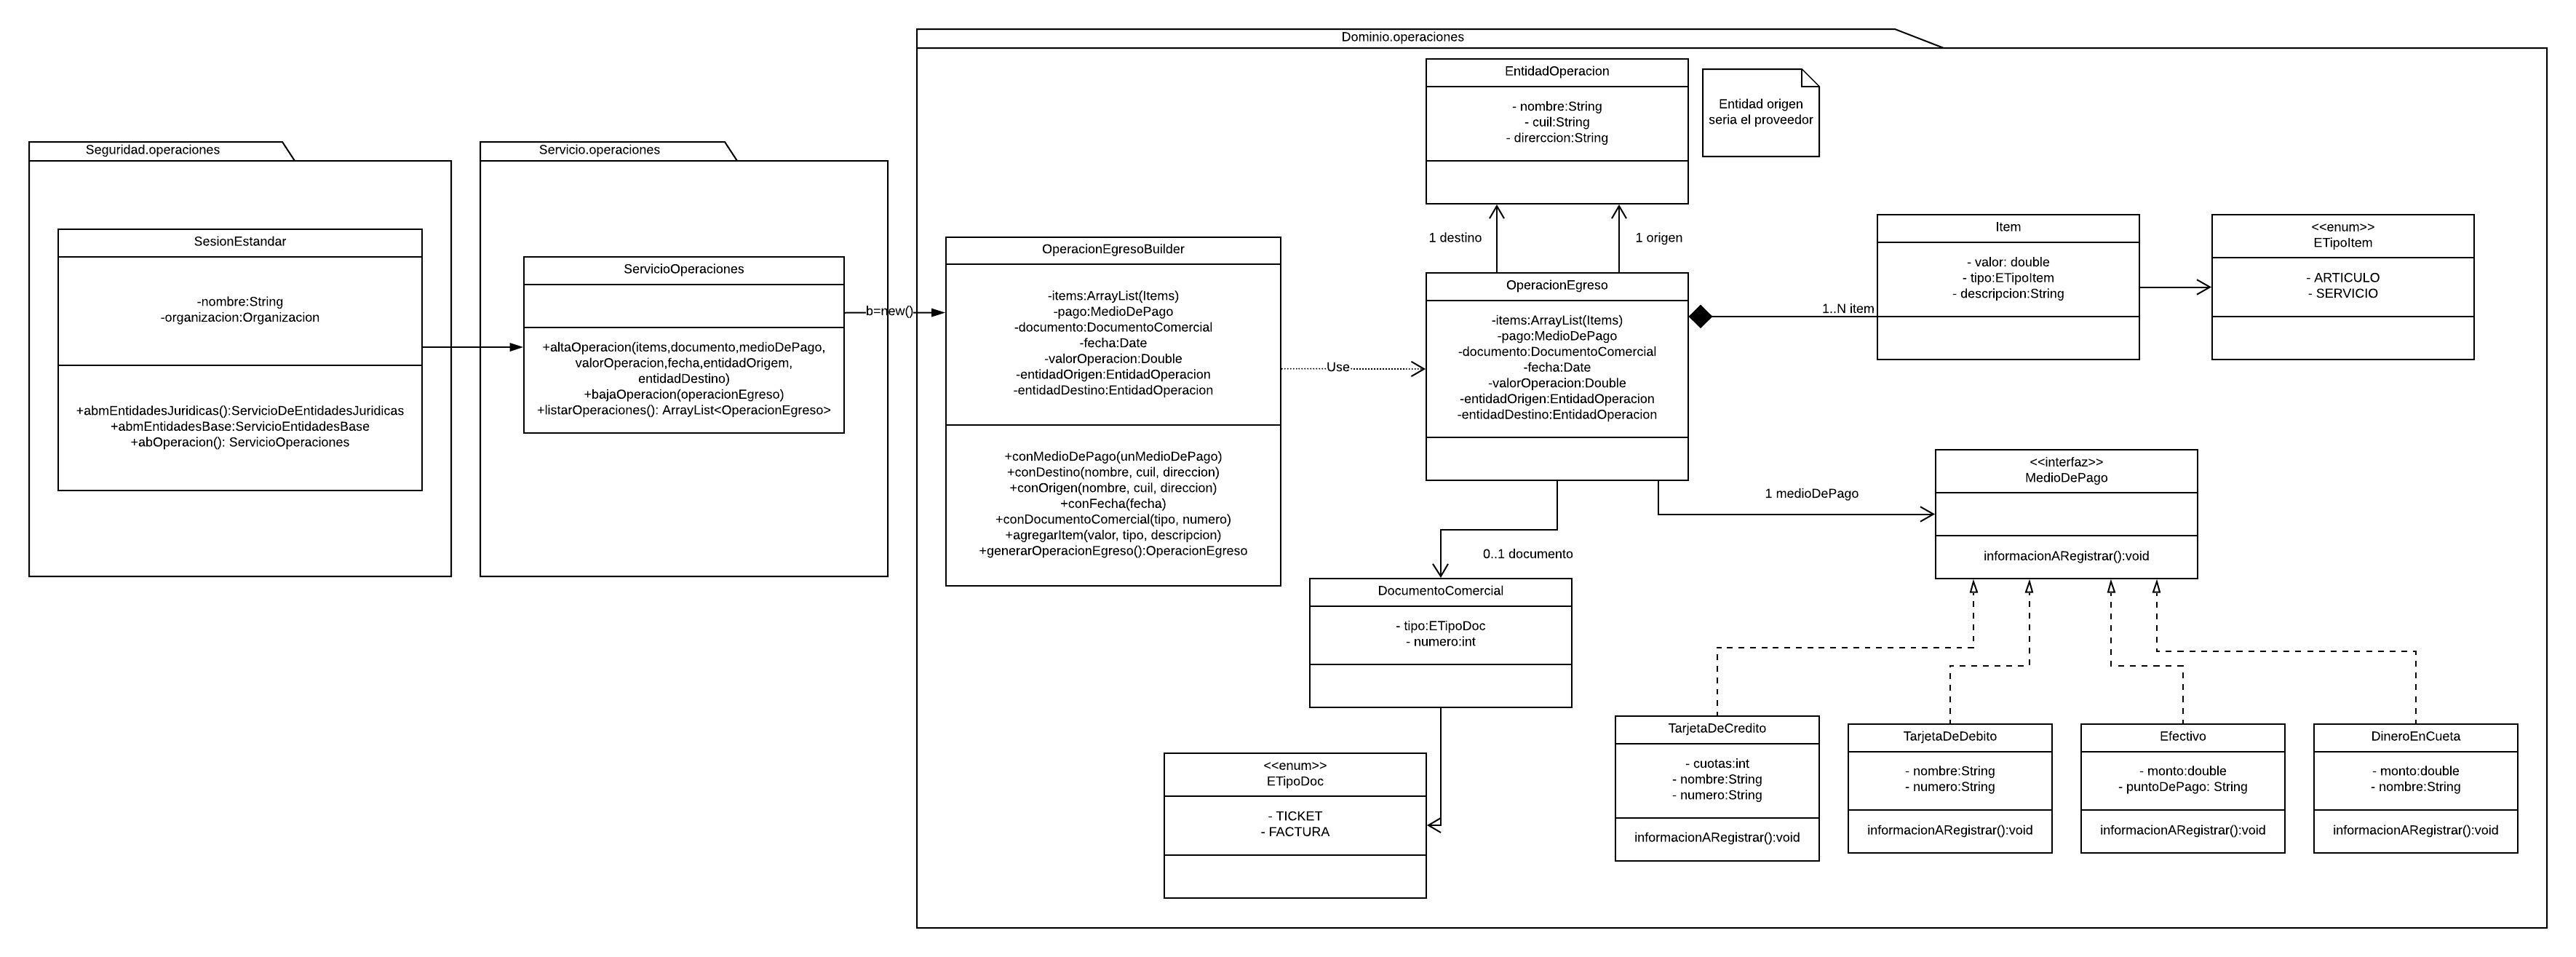 Dominio.operaciones
Seguridad.operaciones
SesionEstandar
-nombre:String
-organizacion:Organizacion
+abmEntidadesJuridicas():ServicioDeEntidadesJuridicas
+abmEntidadesBase:ServicioEntidadesBase
+abOperacion(): ServicioOperaciones
Servicio.operaciones
ServicioOperaciones
+altaOperacion(items,documento,medioDePago,
valorOperacion,fecha,entidadOrigem,
entidadDestino)
+bajaOperacion(operacionEgreso)
+listarOperaciones(): ArrayList<OperacionEgreso>
b=new()
OperacionEgresoBuilder
-items:ArrayList(Items)
-pago:MedioDePago
-documento:DocumentoComercial
-fecha:Date
-valorOperacion:Double
-entidadOrigen:EntidadOperacion
-entidadDestino:EntidadOperacion
+conMedioDePago(unMedioDePago)
+conDestino(nombre, cuil, direccion)
+conOrigen(nombre, cuil, direccion)
+conFecha(fecha)
+conDocumentoComercial(tipo, numero)
+agregarItem(valor, tipo, descripcion)
+generarOperacionEgreso():OperacionEgreso
Use
EntidadOperacion
- nombre:String
- cuil:String
- direrccion:String
Entidad origen
seria el proveedor
1 destino
1 origen
OperacionEgreso
-items:ArrayList(Items)
-pago:MedioDePago
-documento:DocumentoComercial
-fecha:Date
-valorOperacion:Double
-entidadOrigen:EntidadOperacion
-entidadDestino:EntidadOperacion
1..N item
Item
- valor: double
- tipo:ETipoItem
- descripcion:String
<<enum>>
ETipoItem
- ARTICULO
- SERVICIO
1 medioDePago
<<interfaz>>
MedioDePago
informacionARegistrar():void
0..1 documento
DocumentoComercial
- tipo:ETipoDoc
- numero:int
<<enum>>
ETipoDoc
- TICKET
- FACTURA
TarjetaDeCredito
- cuotas:int
- nombre:String
- numero:String
informacionARegistrar():void
TarjetaDeDebito
- nombre:String
- numero:String
informacionARegistrar():void
Efectivo
- monto:double
- puntoDePago: String
informacionARegistrar():void
DineroEnCueta
- monto:double
- nombre:String
informacionARegistrar():void